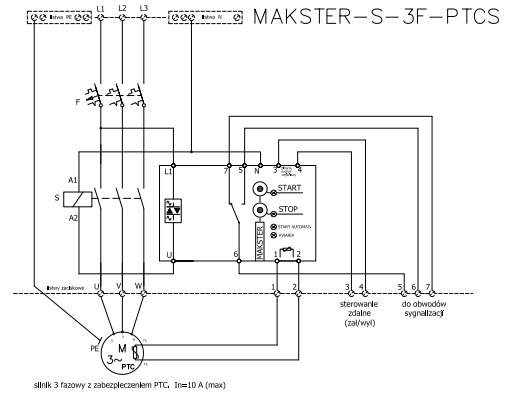 MAKSTER-S-3F-PTCS
listwa PE
L1 L2 L3
listwa N
F
L1
7 5 N 3 4
A1
S
A2
START
STOP
START AUTOMAT.
AWARIA
MAKSTER
U
6
1 2
listwy zaciskowe
U V W
1 2
3 4
5 6 7
sterowanie
zdalne
(zał/wył)
do obwodów
sygnalizacji
PE
M
3~
PTC
silnik 3 fazowy z zabezpieczeniem PTC. In=10 A (max)